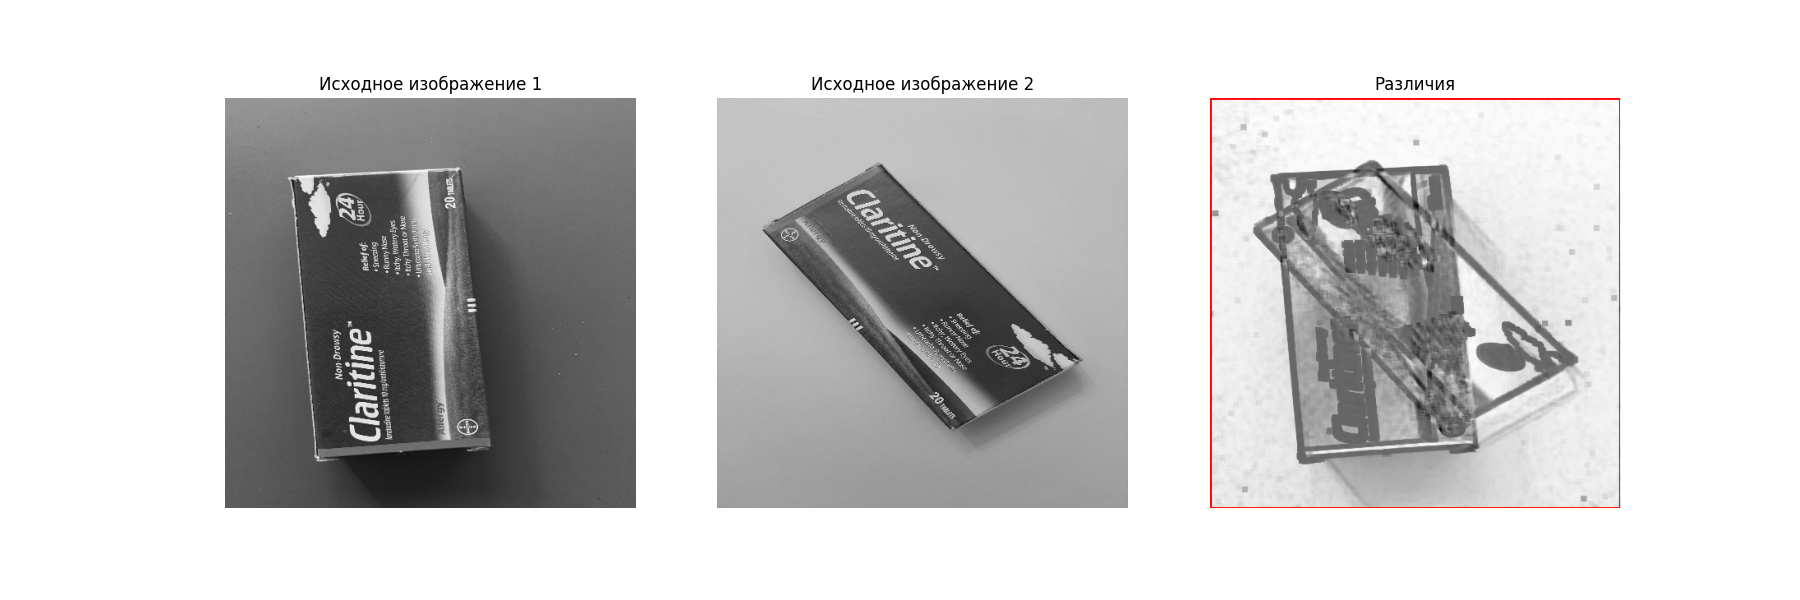 Исходное изображение 1
24
Hour
20 TABLETS
Relief of:
• Sneezing
• Runny Nose
• Itchy, Watery Eyes
• Itchy Throat or Nose
Non Drowsy
Claritine™
Allergy
Исходное изображение 2
Claritine™
Non Drowsy
Allergy
Relief of:
• Sneezing
• Runny Nose
• Itchy, Watery Eyes
• Itchy Throat or Nose
24
Hour
20 TABLETS
Различия